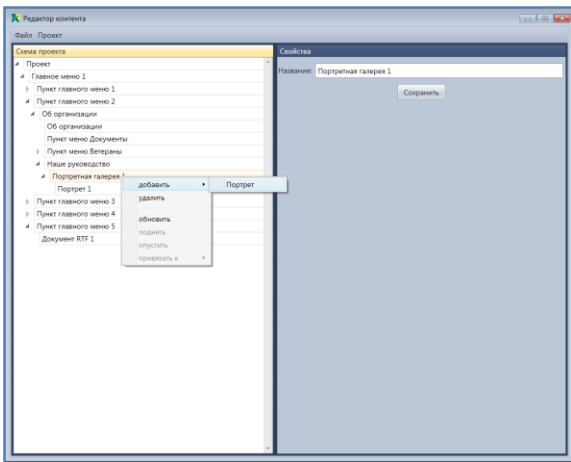 Редактор контента
Файл Проект
Схема проекта
Свойства
Проект
Название: Портретная галерея 1
Главное меню 1
Сохранить
Пункт главного меню 1
Пункт главного меню 2
Об организации
Об организации
Пункт меню Документы
Пункт меню Ветераны
Наше руководство
Портретная галерея 1
добавить
Портрет
Портрет 1
удалить
Пункт главного меню 3
Пункт главного меню 4
обновить
Пункт главного меню 5
поднять
Документ RTF 1
опустить
привязать к